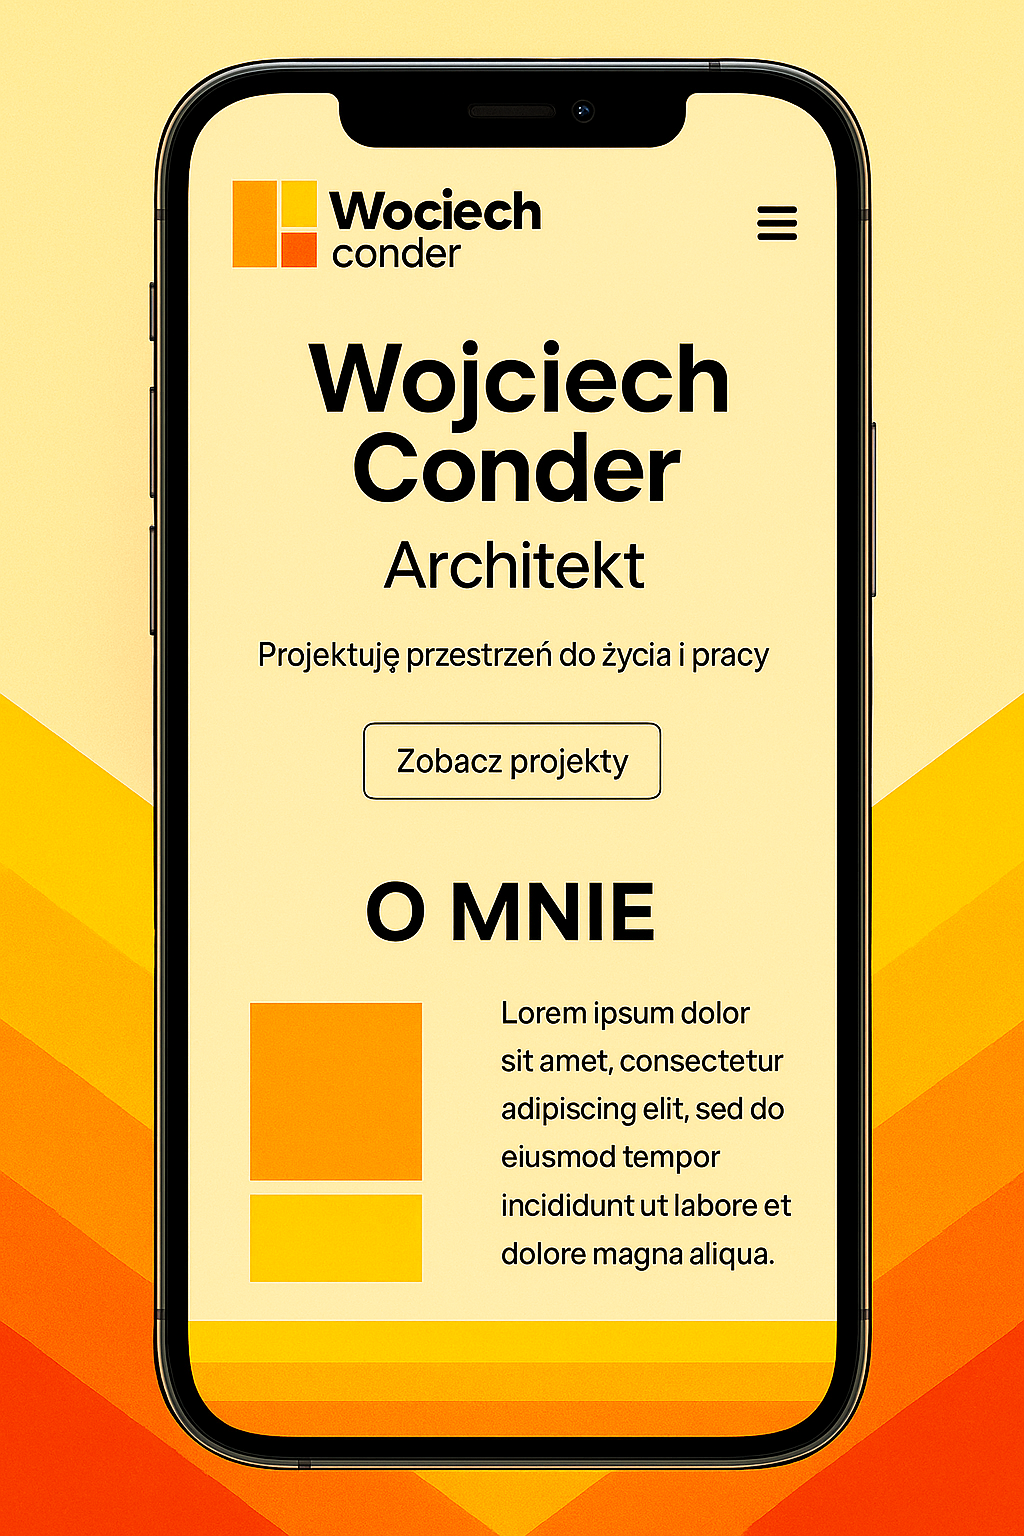 Wociech
conder
Wojciech
Conder
Architekt
Projektuję przestrzeń do życia i pracy
Zobacz projekty
O MNIE
Lorem ipsum dolor
sit amet, consectetur
adipiscing elit, sed do
eiusmod tempor
incididunt ut labore et
dolore magna aliqua.